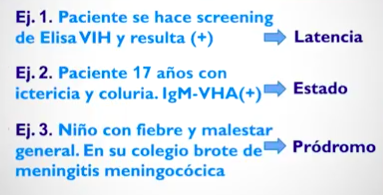 Ej. 1. Paciente se hace screening
de Elisa VIH y resulta (+)
Latencia
Ej. 2. Paciente 17 años con
ictericia y coluria. IgM-VHA(+)
Estado
Ej. 3. Niño con fiebre y malestar
general. En su colegio brote de
meningitis meningocócica
Pródromo